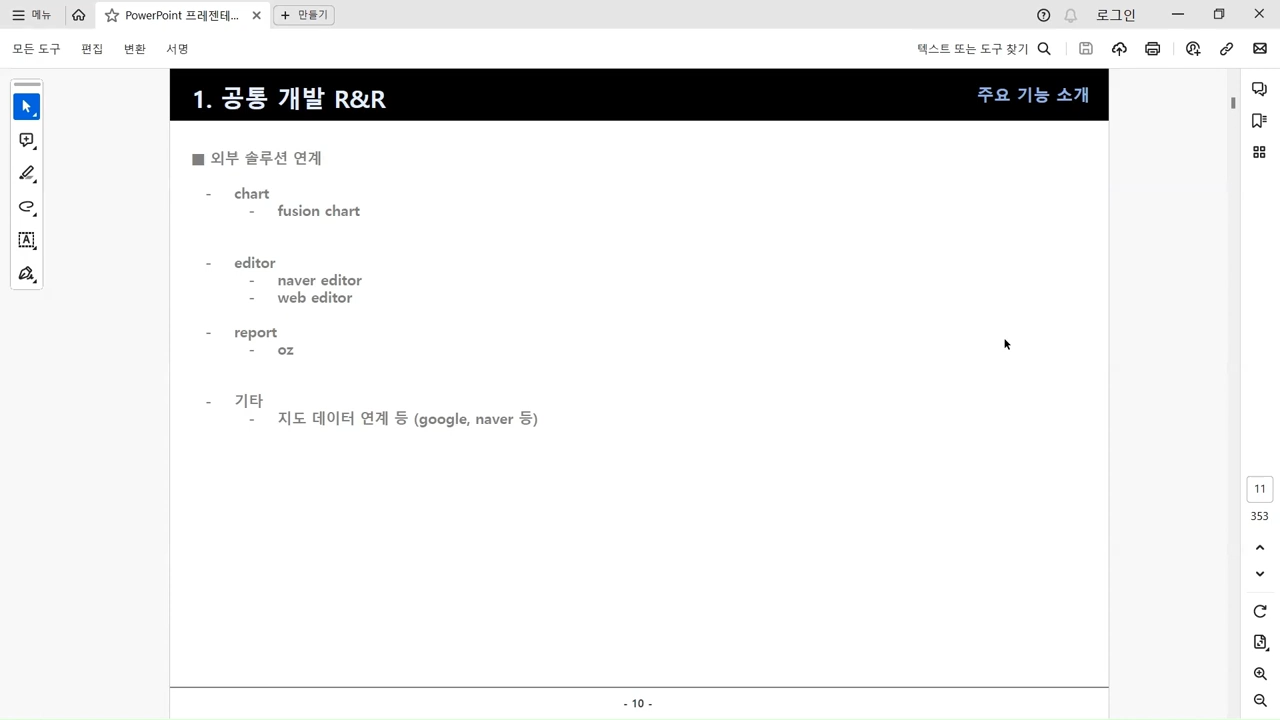 메뉴
PowerPoint 프레젠테...
만들기
로그인
모든 도구
편집
변환
서명
텍스트 또는 도구 찾기
1. 공통 개발 R&R
주요 기능 소개
■ 외부 솔루션 연계
- chart
- fusion chart
- editor
- naver editor
- web editor
- report
- oz
- 기타
- 지도 데이터 연계 등 (google, naver 등)
11
353
- 10 -